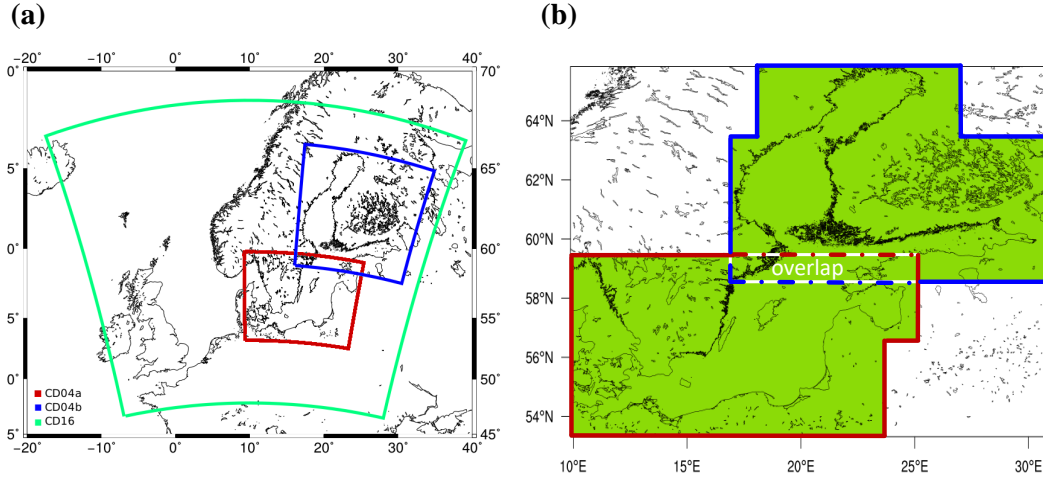 (a)
(b)
−20° −10° 0° 10° 20° 30° 40°
0° 70°
5° 65°
0° 60°
5° 55°
0° 50°
5° 45°
CD04a
CD04b
CD16
−20° −10° 0° 10° 20° 30° 40°
64°N
62°N
60°N
overlap
58°N
56°N
54°N
10°E 15°E 20°E 25°E 30°E